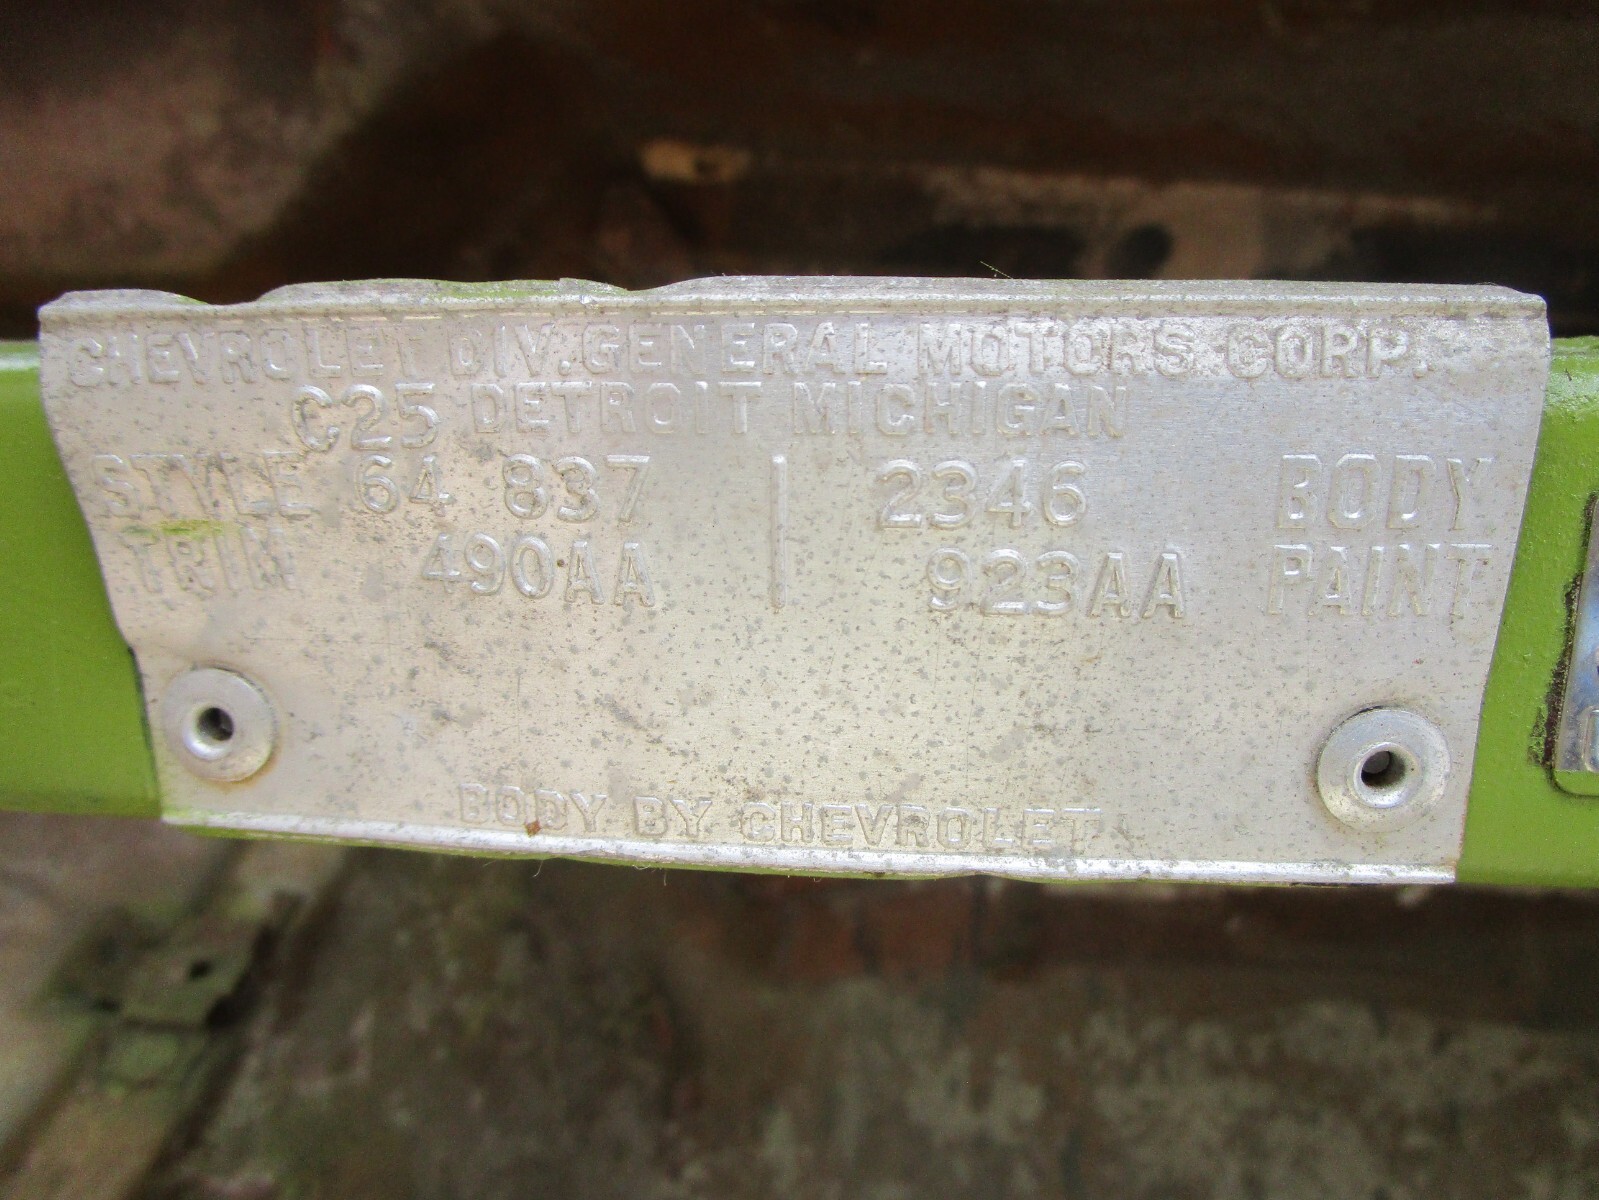 CHEVROLET DIV. GENERAL MOTORS CORP.
C25 DETROIT MICHIGAN
STYLE 64 837 | 2346 BODY
TRIM 490AA | 923AA PAINT
BODY BY CHEVROLET